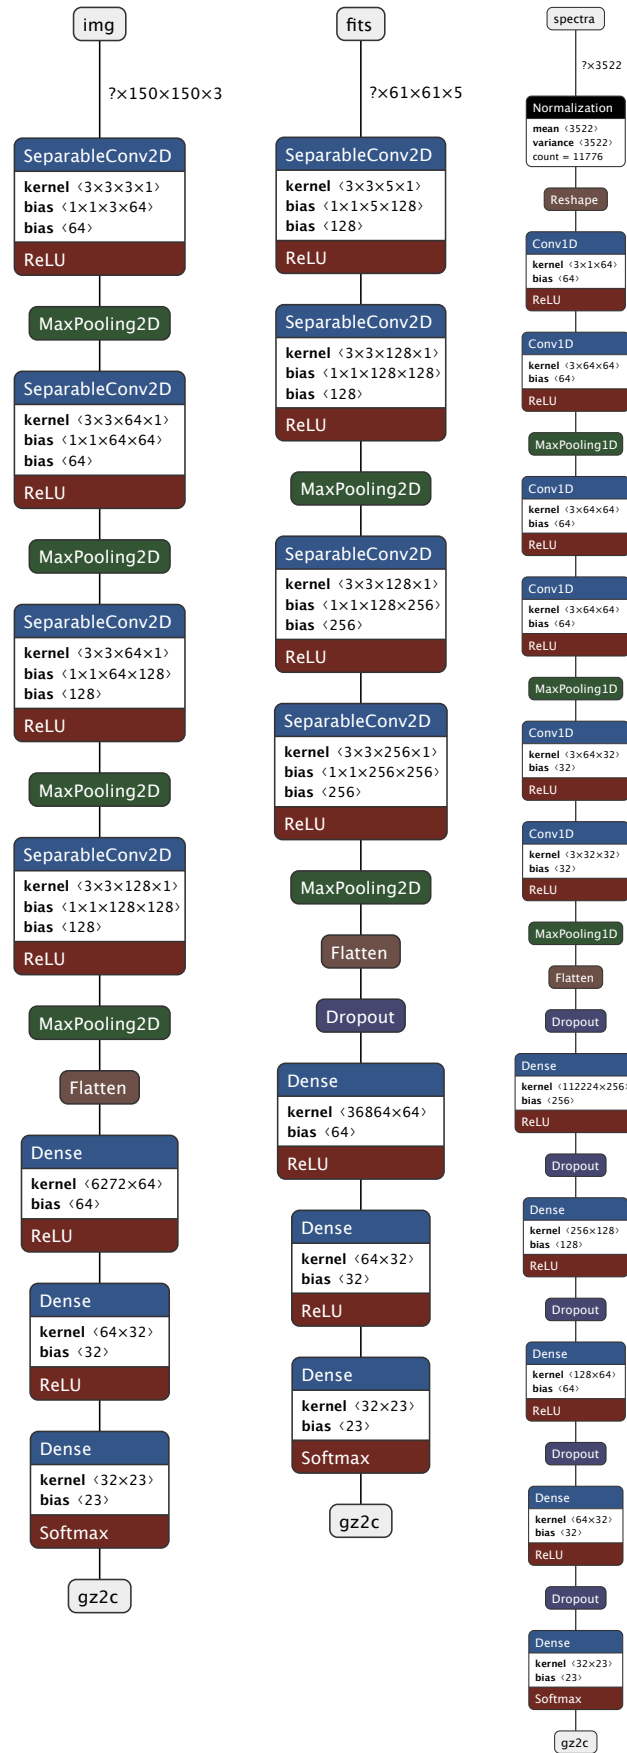 img
?×150×150×3
SeparableConv2D
kernel ⟨3×3×3×1⟩
bias ⟨1×1×3×64⟩
bias ⟨64⟩
ReLU
MaxPooling2D
SeparableConv2D
kernel ⟨3×3×64×1⟩
bias ⟨1×1×64×64⟩
bias ⟨64⟩
ReLU
MaxPooling2D
SeparableConv2D
kernel ⟨3×3×64×1⟩
bias ⟨1×1×64×128⟩
bias ⟨128⟩
ReLU
MaxPooling2D
SeparableConv2D
kernel ⟨3×3×128×1⟩
bias ⟨1×1×128×128⟩
bias ⟨128⟩
ReLU
MaxPooling2D
Flatten
Dense
kernel ⟨6272×64⟩
bias ⟨64⟩
ReLU
Dense
kernel ⟨64×32⟩
bias ⟨32⟩
ReLU
Dense
kernel ⟨32×23⟩
bias ⟨23⟩
Softmax
gz2c
fits
?×61×61×5
SeparableConv2D
kernel ⟨3×3×5×1⟩
bias ⟨1×1×5×128⟩
bias ⟨128⟩
ReLU
SeparableConv2D
kernel ⟨3×3×128×1⟩
bias ⟨1×1×128×128⟩
bias ⟨128⟩
ReLU
MaxPooling2D
SeparableConv2D
kernel ⟨3×3×128×1⟩
bias ⟨1×1×128×256⟩
bias ⟨256⟩
ReLU
SeparableConv2D
kernel ⟨3×3×256×1⟩
bias ⟨1×1×256×256⟩
bias ⟨256⟩
ReLU
MaxPooling2D
Flatten
Dropout
Dense
kernel ⟨36864×64⟩
bias ⟨64⟩
ReLU
Dense
kernel ⟨64×32⟩
bias ⟨32⟩
ReLU
Dense
kernel ⟨32×23⟩
bias ⟨23⟩
Softmax
gz2c
spectra
?×3522
Normalization
mean ⟨3522⟩
variance ⟨3522⟩
count = 11776
Reshape
Conv1D
kernel ⟨3×1×64⟩
bias ⟨64⟩
ReLU
Conv1D
kernel ⟨3×64×64⟩
bias ⟨64⟩
ReLU
MaxPooling1D
Conv1D
kernel ⟨3×64×64⟩
bias ⟨64⟩
ReLU
Conv1D
kernel ⟨3×64×64⟩
bias ⟨64⟩
ReLU
MaxPooling1D
Conv1D
kernel ⟨3×64×32⟩
bias ⟨32⟩
ReLU
Conv1D
kernel ⟨3×32×32⟩
bias ⟨32⟩
ReLU
MaxPooling1D
Flatten
Dropout
Dense
kernel ⟨112224×256⟩
bias ⟨256⟩
ReLU
Dropout
Dense
kernel ⟨256×128⟩
bias ⟨128⟩
ReLU
Dropout
Dense
kernel ⟨128×64⟩
bias ⟨64⟩
ReLU
Dropout
Dense
kernel ⟨64×32⟩
bias ⟨32⟩
ReLU
Dropout
Dense
kernel ⟨32×23⟩
bias ⟨23⟩
Softmax
gz2c